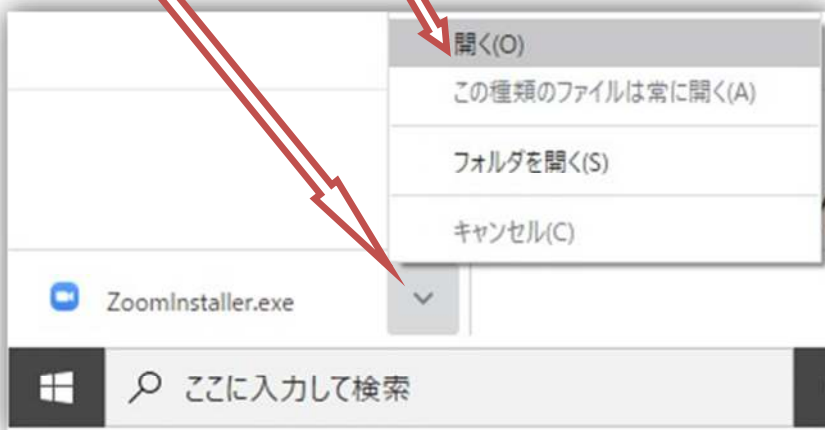 開く(O)
この種類のファイルは常に開く(A)
フォルダを開く(S)
キャンセル(C)
ZoomInstaller.exe
ここに入力して検索